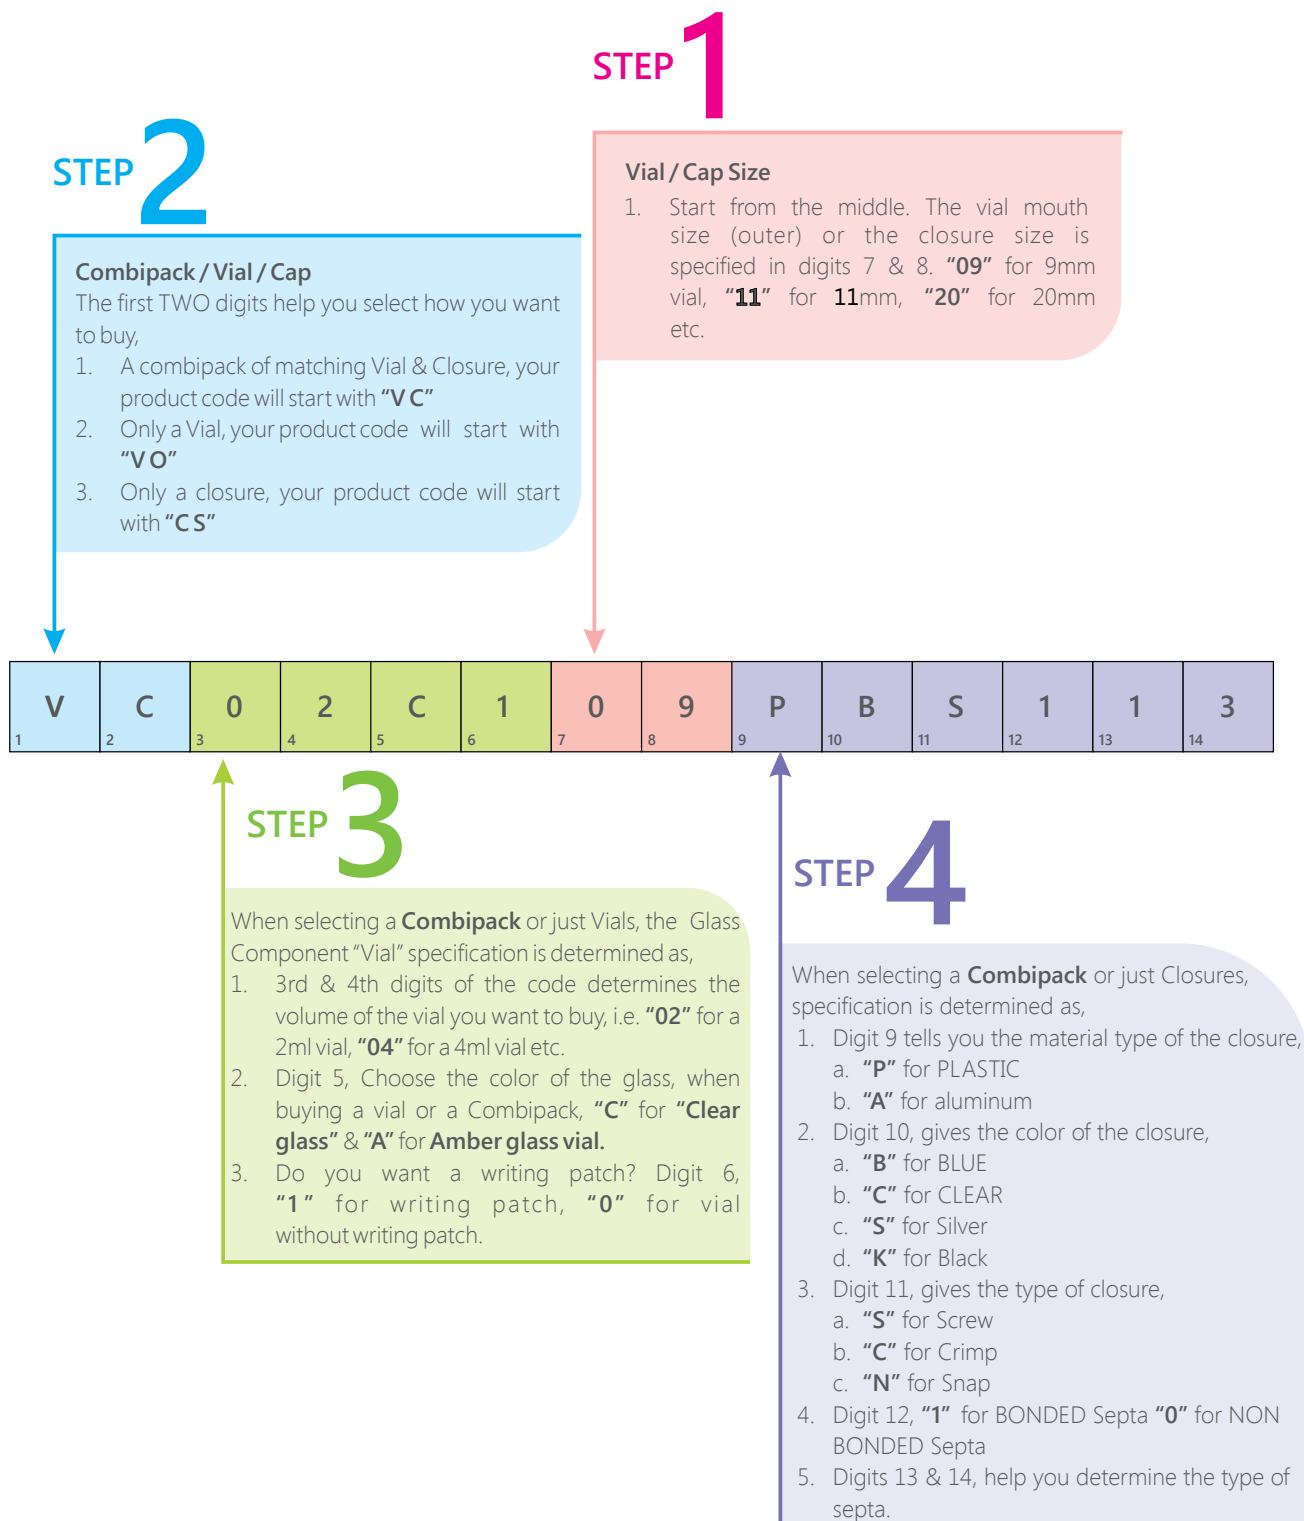 STEP 1
Vial / Cap Size
1. Start from the middle. The vial mouth
size (outer) or the closure size is
specified in digits 7 & 8. “09” for 9mm
vial, “11” for 11mm, “20” for 20mm
etc.
STEP 2
Combipack / Vial / Cap
The first TWO digits help you select how you want
to buy,
1. A combipack of matching Vial & Closure, your
product code will start with “V C”
2. Only a Vial, your product code will start with
“V O”
3. Only a closure, your product code will start
with “C S”
V C 0 2 C 1 0 9 P B S 1 1 3
1 2 3 4 5 6 7 8 9 10 11 12 13 14
STEP 3
When selecting a Combipack or just Vials, the Glass
Component “Vial” specification is determined as,
1. 3rd & 4th digits of the code determines the
volume of the vial you want to buy, i.e. “02” for a
2ml vial, “04” for a 4ml vial etc.
2. Digit 5, Choose the color of the glass, when
buying a vial or a Combipack, “C” for “Clear
glass” & “A” for Amber glass vial.
3. Do you want a writing patch? Digit 6,
“1” for writing patch, “0” for vial
without writing patch.
STEP 4
When selecting a Combipack or just Closures,
specification is determined as,
1. Digit 9 tells you the material type of the closure,
a. “P” for PLASTIC
b. “A” for aluminum
2. Digit 10, gives the color of the closure,
a. “B” for BLUE
b. “C” for CLEAR
c. “S” for Silver
d. “K” for Black
3. Digit 11, gives the type of closure,
a. “S” for Screw
b. “C” for Crimp
c. “N” for Snap
4. Digit 12, “1” for BONDED Septa “0” for NON
BONDED Septa
5. Digits 13 & 14, help you determine the type of
septa.